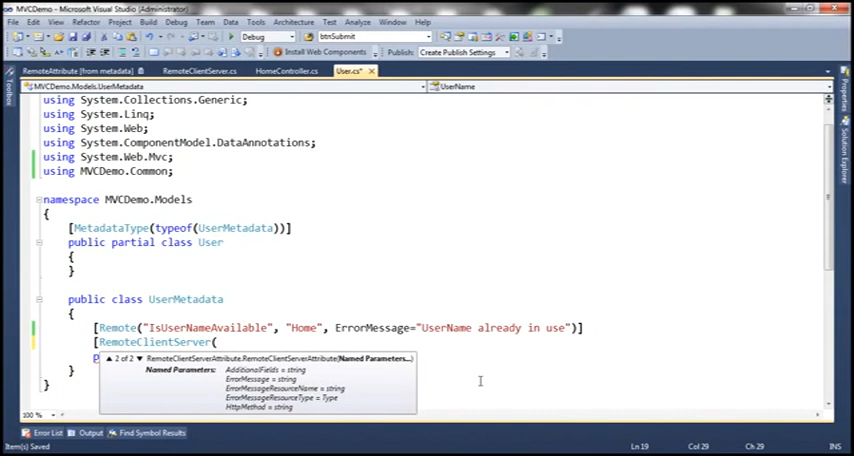 MVCDemo - Microsoft Visual Studio (Administrator)
File Edit View Refactor Project Build Debug Team Data Tools Architecture Test Analyze Window Help
Debug btnSubmit Install Web Components Publish: Create Publish Settings
RemoteAttribute [from metadata] RemoteClientServer.cs HomeController.cs User.cs*
MVCDemo.Models.UserMetadata UserName
Toolbox
Properties
Solution Explorer
using System.Collections.Generic;
using System.Linq;
using System.Web;
using System.ComponentModel.DataAnnotations;
using System.Web.Mvc;
using MVCDemo.Common;
namespace MVCDemo.Models
{
[MetadataType(typeof(UserMetadata))]
public partial class User
{
}
public class UserMetadata
{
[Remote("IsUserNameAvailable", "Home", ErrorMessage="UserName already in use")]
[RemoteClientServer(
p
▲ 2 of 2 ▼ RemoteClientServerAttribute.RemoteClientServerAttribute(Named Parameters...)
Named Parameters: AdditionalFields = string
ErrorMessage = string
ErrorMessageResourceName = string
ErrorMessageResourceType = Type
HttpMethod = string
}
}
100 %
Error List Output Find Symbol Results
Item(s) Saved Ln 19 Col 29 Ch 29 INS